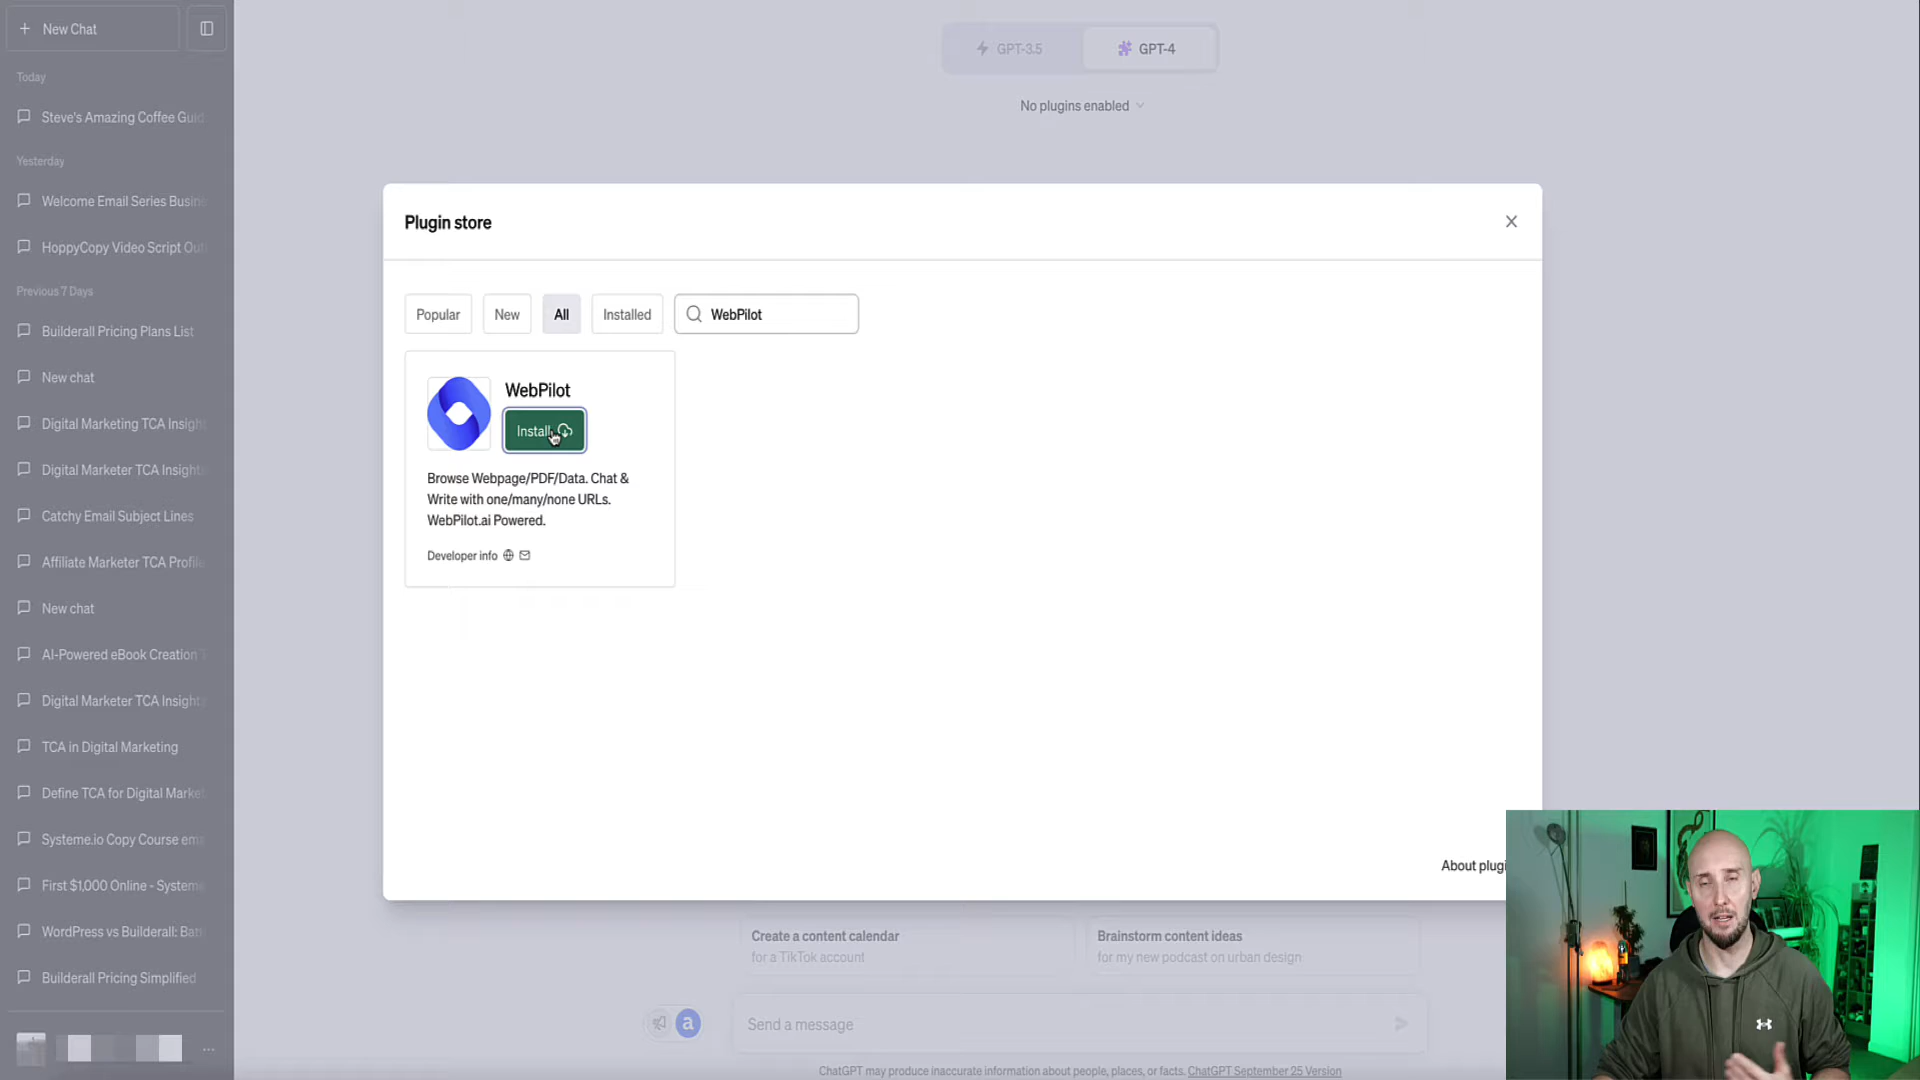 New Chat
Today
Steve's Amazing Coffee Guid
Yesterday
Welcome Email Series Busin
HoppyCopy Video Script Out
Previous 7 Days
Builderall Pricing Plans List
New chat
Digital Marketing TCA Insigh
Digital Marketer TCA Insights
Catchy Email Subject Lines
Affiliate Marketer TCA Profile
New chat
AI-Powered eBook Creation T
Digital Marketer TCA Insights
TCA in Digital Marketing
Define TCA for Digital Market
Systeme.io Copy Course ema
First $1,000 Online - Systeme
WordPress vs Builderall: Batt
Builderall Pricing Simplified
GPT-3.5
GPT-4
No plugins enabled
Plugin store
Popular
New
All
Installed
WebPilot
WebPilot
Install
Browse Webpage/PDF/Data. Chat &
Write with one/many/none URLs.
WebPilot.ai Powered.
Developer info
About plugi
Create a content calendar
for a TikTok account
Brainstorm content ideas
for my new podcast on urban design
a
Send a message
ChatGPT may produce inaccurate information about people, places, or facts. ChatGPT September 25 Version